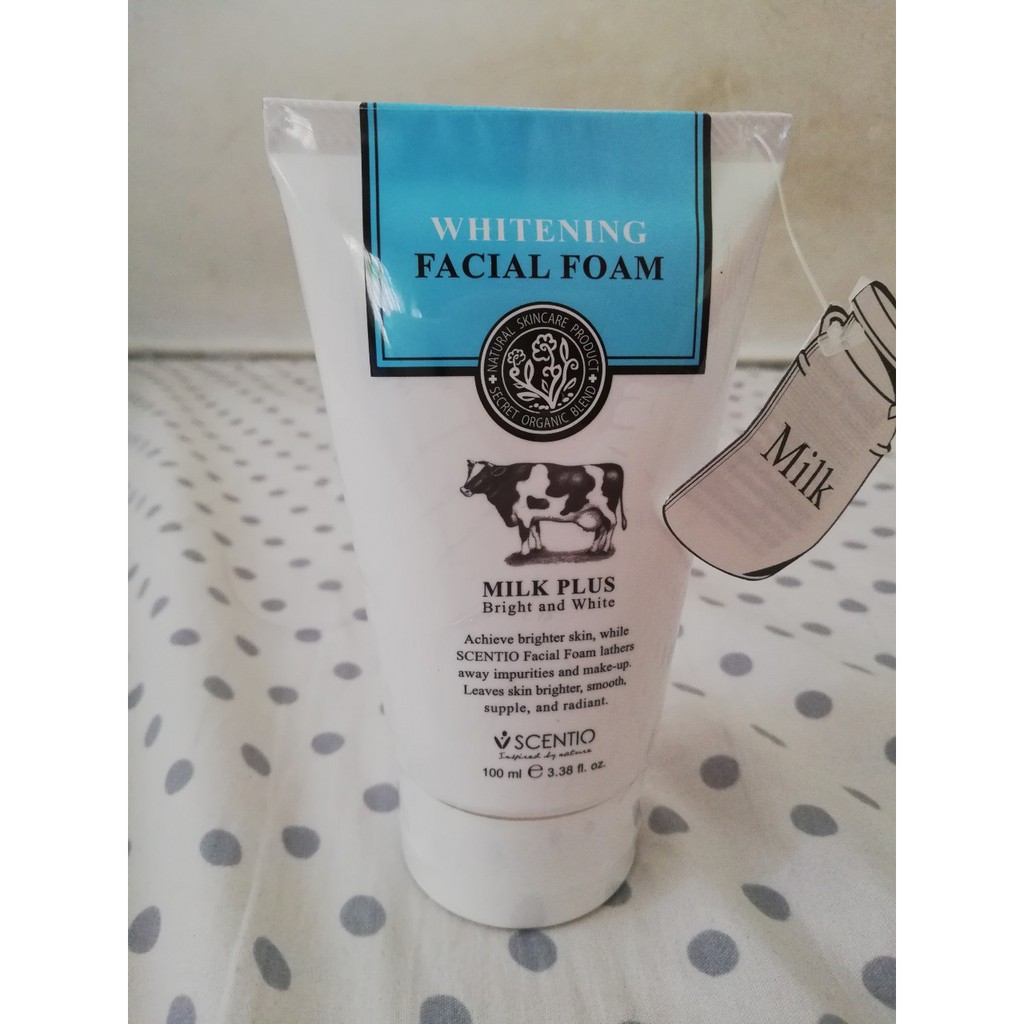 WHITENING
FACIAL FOAM
NATURAL SKINCARE PRODUCT
SECRET ORGANIC BLEND
Milk
MILK PLUS
Bright and White
Achieve brighter skin, while
SCENTIO Facial Foam lathers
away impurities and make-up.
Leaves skin brighter, smooth,
supple, and radiant.
SCENTIO
Inspired by nature
100 ml e 3.38 fl. oz.